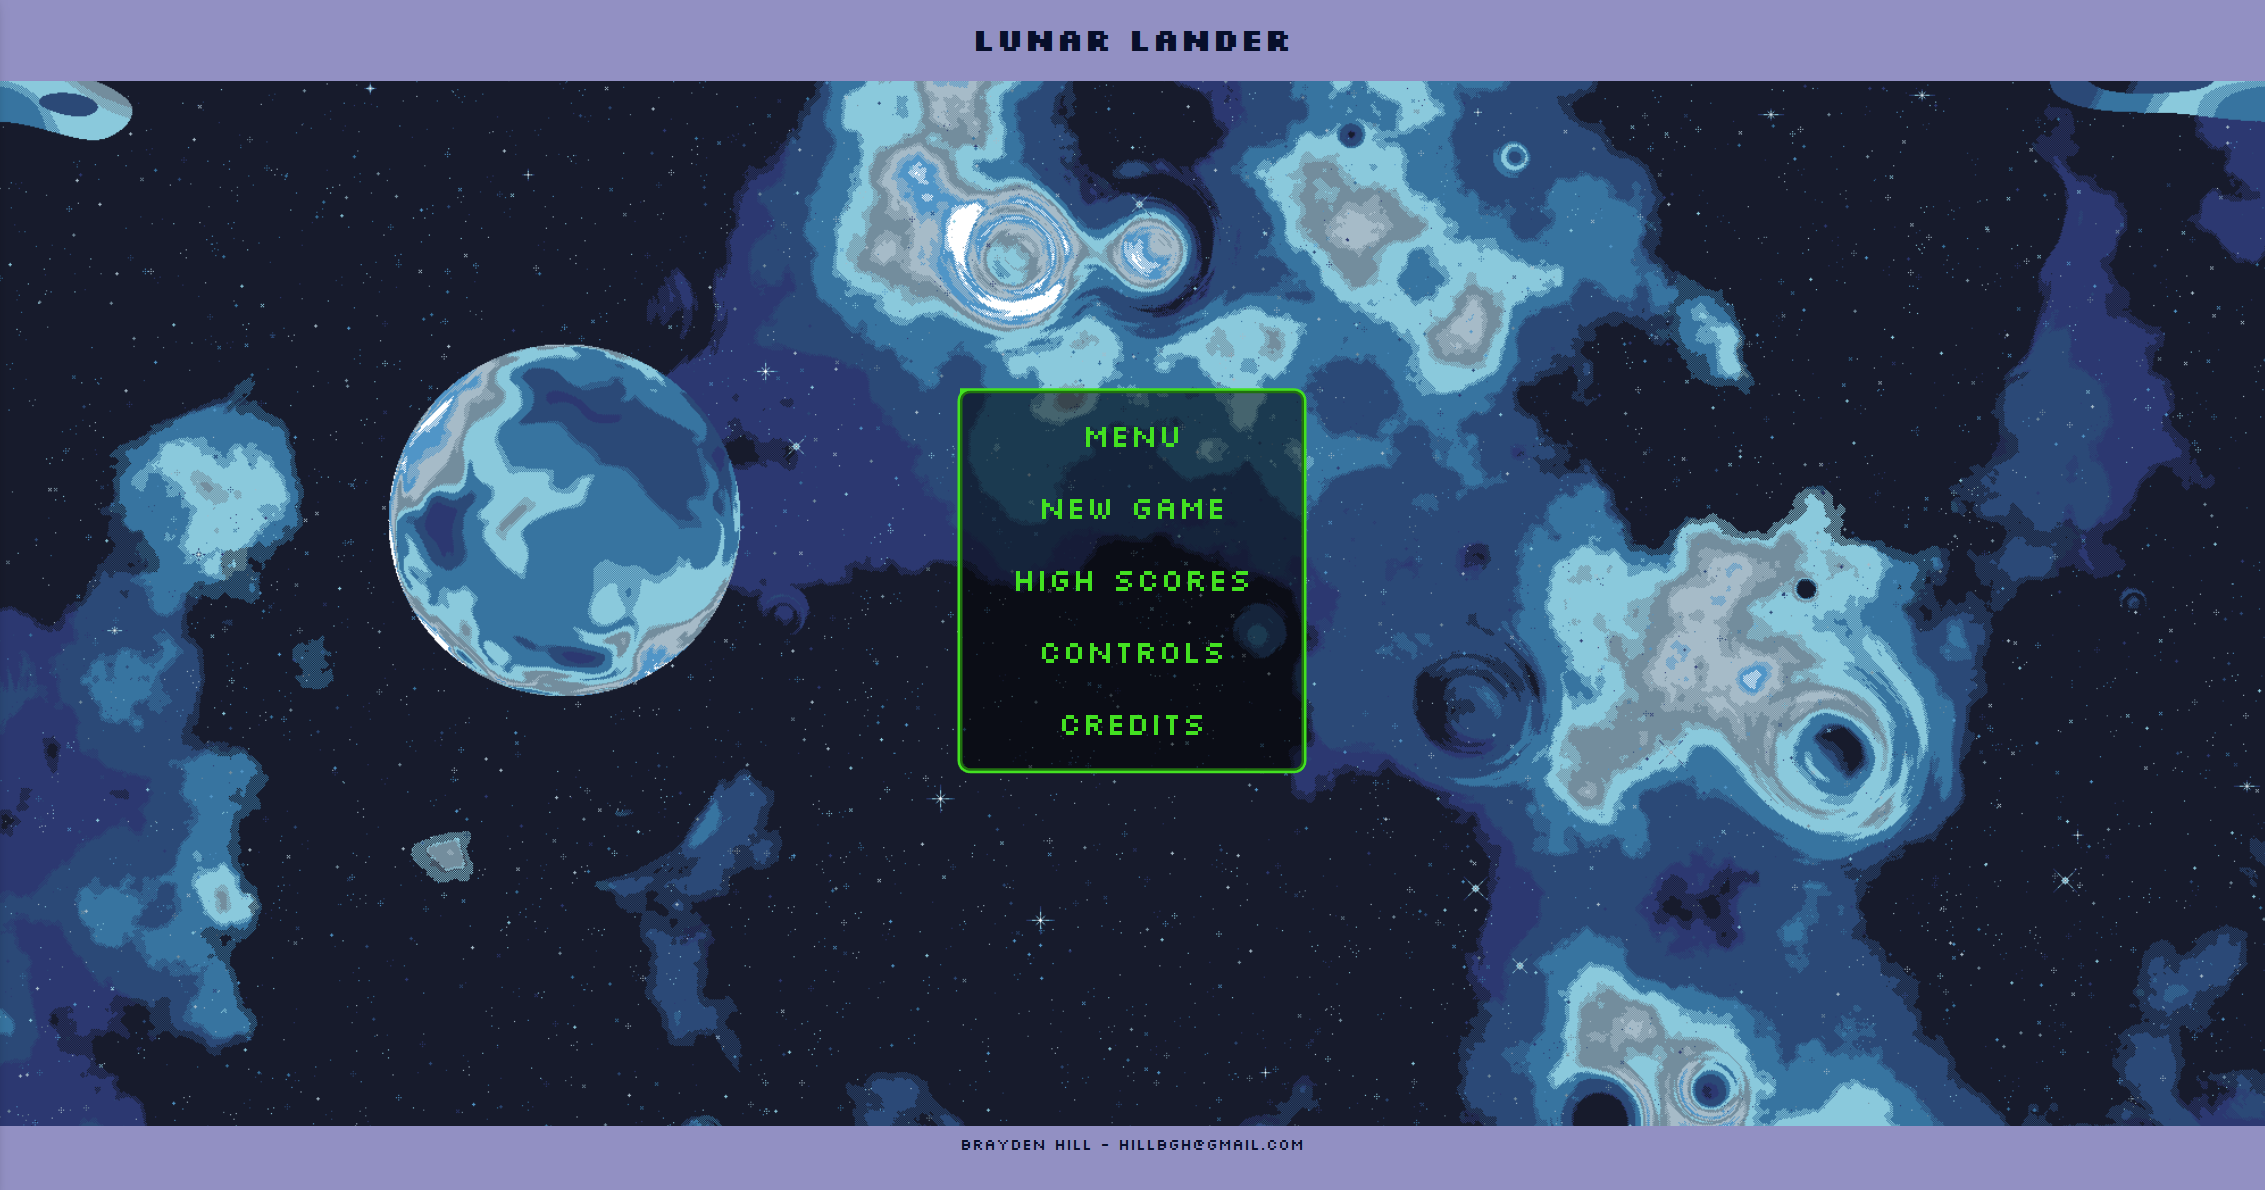 LUNAR LANDER
MENU
NEW GAME
HIGH SCORES
CONTROLS
CREDITS
BRAYDEN HILL - HILLBGH@GMAIL.COM